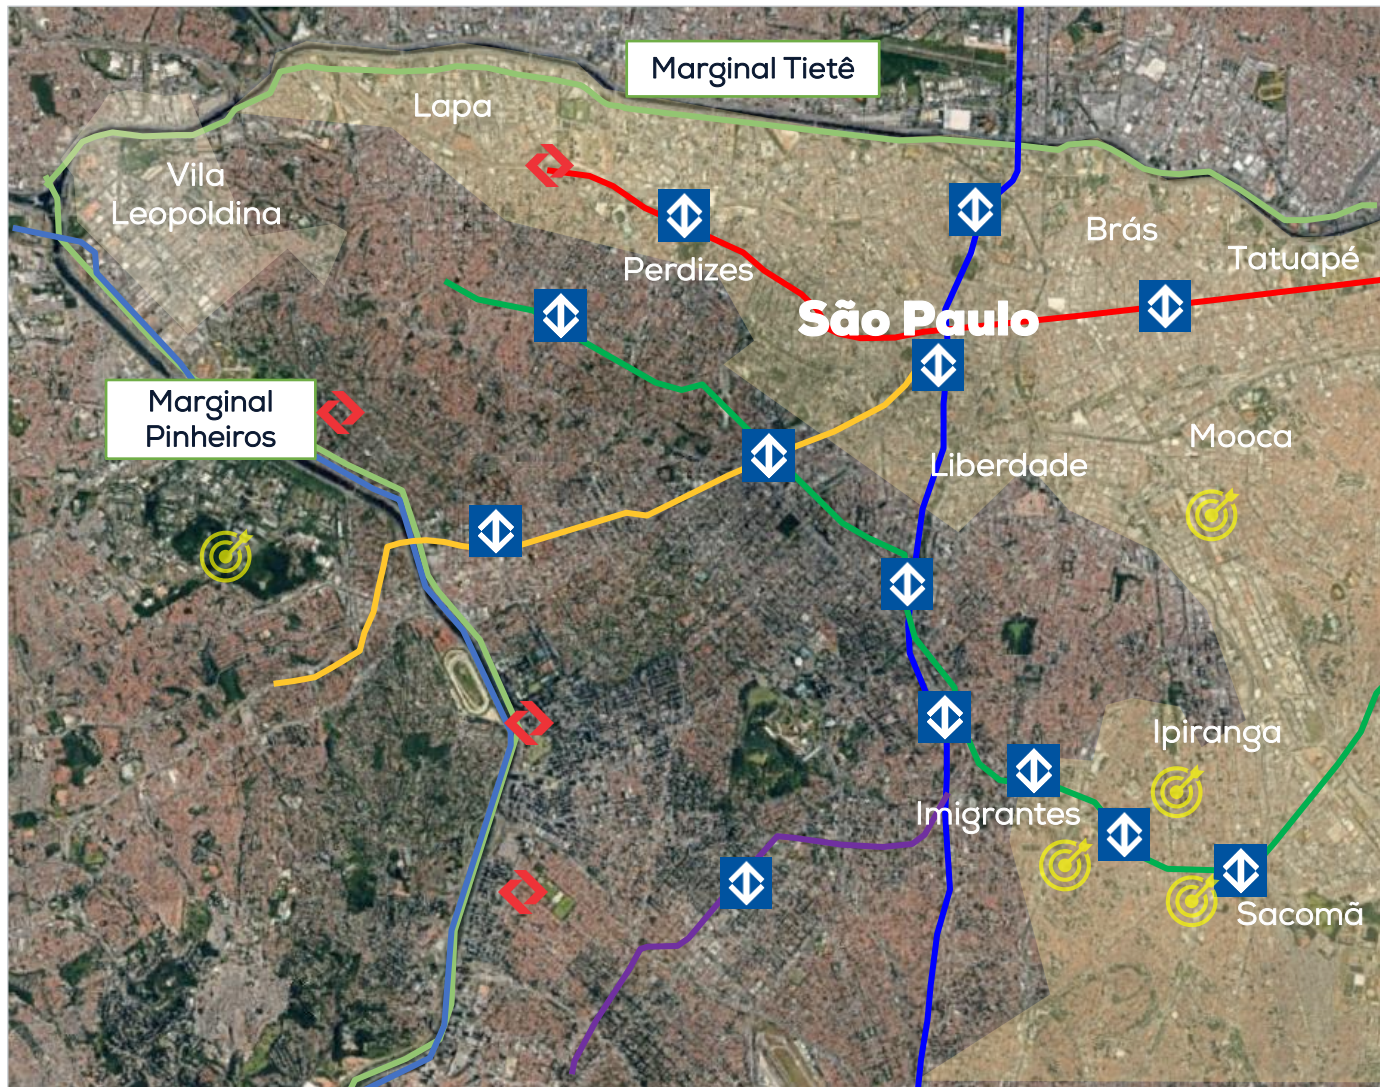 Marginal Tietê
Lapa
Vila
Leopoldina
Brás
Tatuapé
Perdizes
São Paulo
Marginal
Pinheiros
Mooca
Liberdade
Ipiranga
Imigrantes
Sacomã